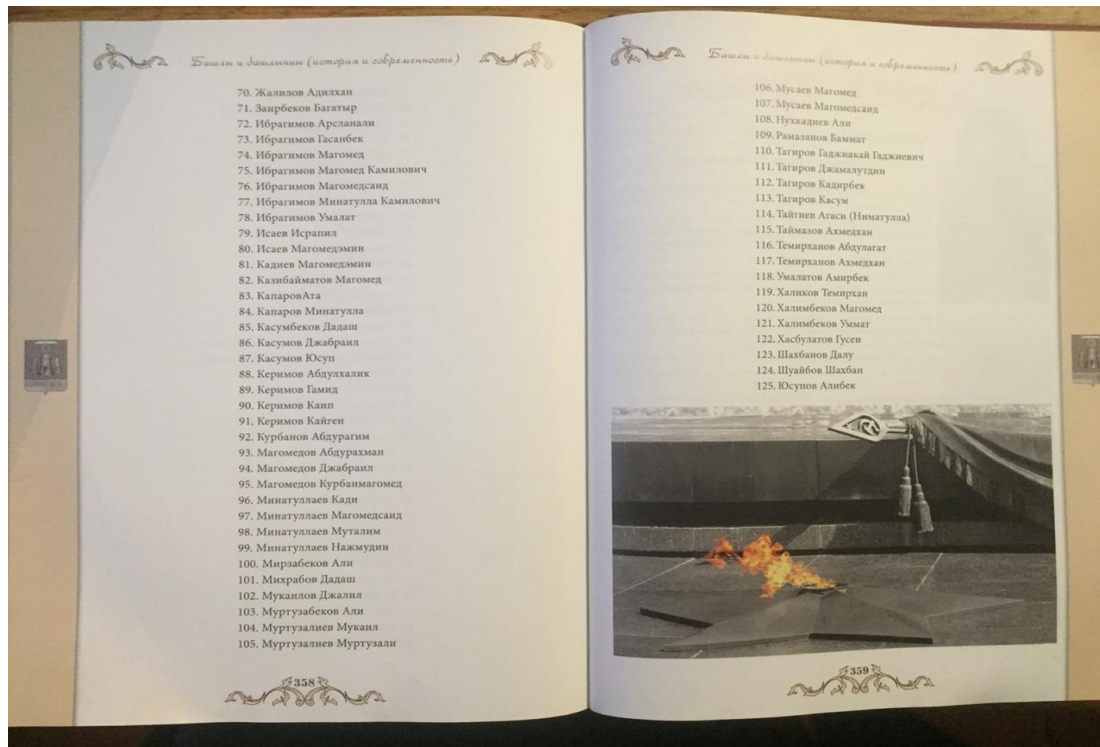 Башлы и башлынцы (история и современность)
70. Жалилов Адилхан
71. Заирбеков Багатыр
72. Ибрагимов Арсланали
73. Ибрагимов Гасанбек
74. Ибрагимов Магомед
75. Ибрагимов Магомед Камилович
76. Ибрагимов Магомедсаид
77. Ибрагимов Минатулла Камилович
78. Ибрагимов Умалат
79. Исаев Исрапил
80. Исаев Магомедэмин
81. Кадиев Магомедэмин
82. Казибайматов Магомед
83. КапаровАта
84. Капаров Минатулла
85. Касумбеков Дадаш
86. Касумов Джабраил
87. Касумов Юсуп
88. Керимов Абдулхалик
89. Керимов Гамид
90. Керимов Каип
91. Керимов Кайген
92. Курбанов Абдурагим
93. Магомедов Абдурахман
94. Магомедов Джабраил
95. Магомедов Курбанмагомед
96. Минатуллаев Кади
97. Минатуллаев Магомедсаид
98. Минатуллаев Муталим
99. Минатуллаев Нажмудин
100. Мирзабеков Али
101. Михрабов Дадаш
102. Мукаилов Джалил
103. Муртузабеков Али
104. Муртузалиев Мукаил
105. Муртузалиев Муртузали
358
Башлы и башлынцы (история и современность)
106. Мусаев Магомед
107. Мусаев Магомедсаид
108. Нухкадиев Али
109. Рамазанов Баммат
110. Тагиров Гаджиакай Гаджиевич
111. Тагиров Джамалутдин
112. Тагиров Кадирбек
113. Тагиров Касум
114. Тайгиев Агаси (Ниматулла)
115. Таймазов Ахмедхан
116. Темирханов Абдулагат
117. Темирханов Ахмедхан
118. Умалатов Амирбек
119. Халиков Темирхан
120. Халимбеков Магомед
121. Халимбеков Уммат
122. Хасбулатов Гусен
123. Шахбанов Далу
124. Шуайбов Шахбан
125. Юсупов Алибек
359